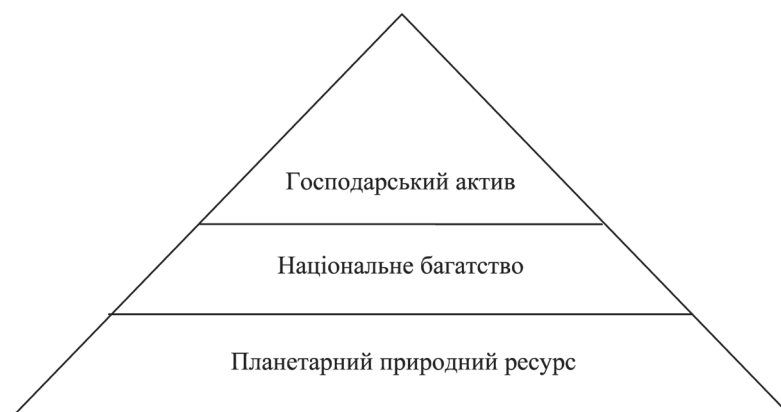 Господарський актив
Національне багатство
Планетарний природний ресурс